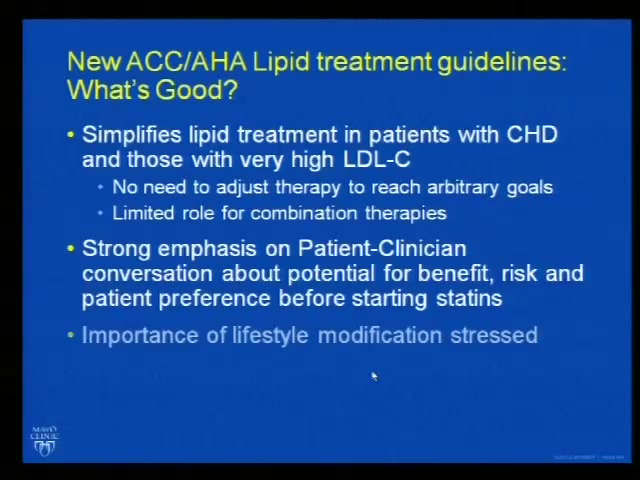 New ACC/AHA Lipid treatment guidelines:
What's Good?
• Simplifies lipid treatment in patients with CHD
and those with very high LDL-C
• No need to adjust therapy to reach arbitrary goals
• Limited role for combination therapies
• Strong emphasis on Patient-Clinician
conversation about potential for benefit, risk and
patient preference before starting statins
• Importance of lifestyle modification stressed
MAYO
CLINIC